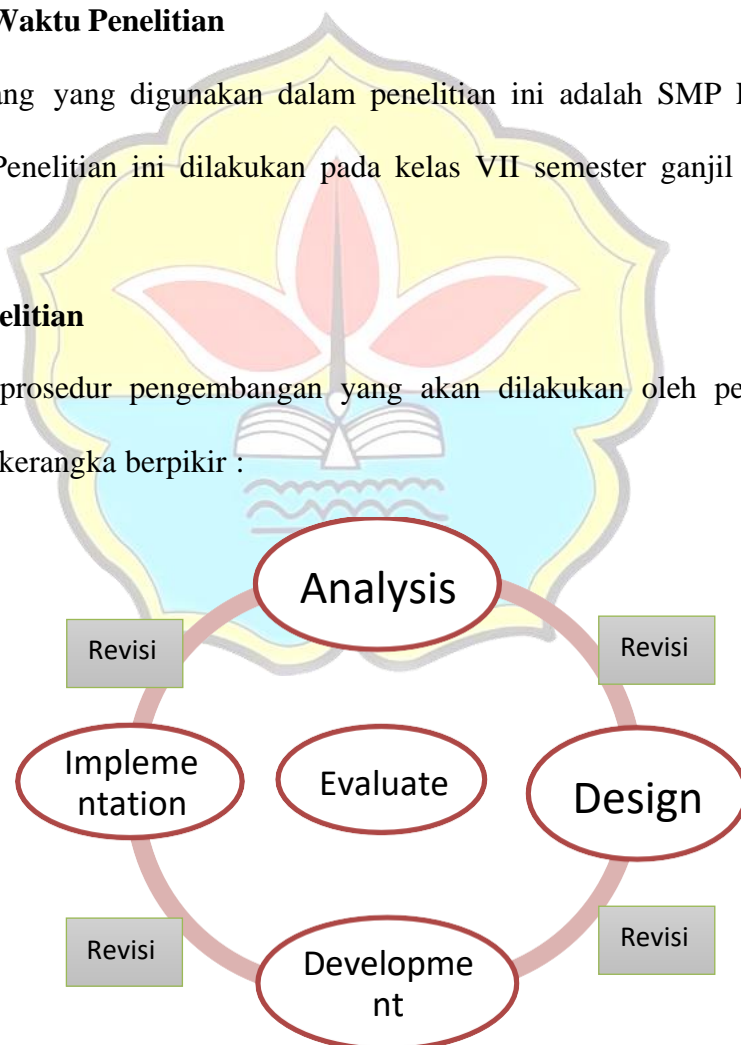 Waktu Penelitian
ang yang digunakan dalam penelitian ini adalah SMP
Penelitian ini dilakukan pada kelas VII semester ganjil
elitian
prosedur pengembangan yang akan dilakukan oleh pe
kerangka berpikir :
Analysis
Revisi
Revisi
Impleme
ntation
Evaluate
Design
Revisi
Revisi
Developme
nt